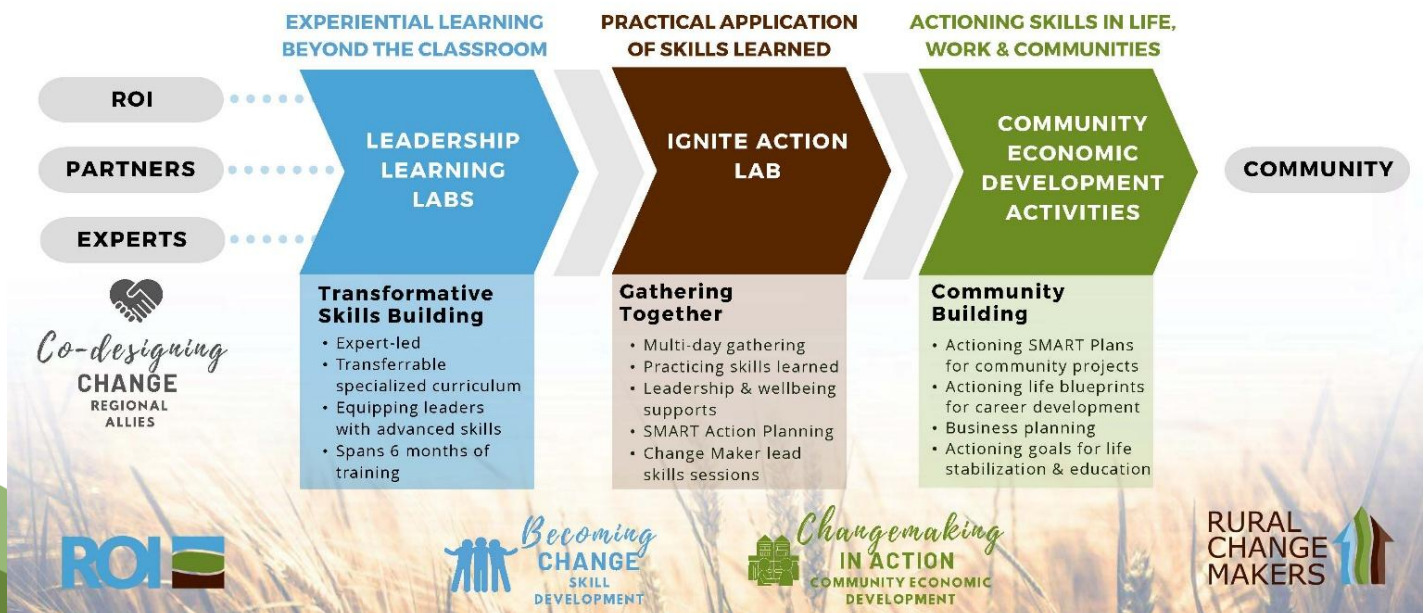 EXPERIENTIAL LEARNING
BEYOND THE CLASSROOM
PRACTICAL APPLICATION
OF SKILLS LEARNED
ACTIONING SKILLS IN LIFE,
WORK & COMMUNITIES
ROI
PARTNERS
EXPERTS
LEADERSHIP
LEARNING
LABS
IGNITE ACTION
LAB
COMMUNITY
ECONOMIC
DEVELOPMENT
ACTIVITIES
COMMUNITY
Co-designing
CHANGE
REGIONAL
ALLIES
Transformative
Skills Building
• Expert-led
• Transferrable
specialized curriculum
• Equipping leaders
with advanced skills
• Spans 6 months of
training
Gathering
Together
• Multi-day gathering
• Practicing skills learned
• Leadership & wellbeing
supports
• SMART Action Planning
• Change Maker lead
skills sessions
Community
Building
• Actioning SMART Plans
for community projects
• Actioning life blueprints
for career development
• Business planning
• Actioning goals for life
stabilization & education
ROI
Becoming
CHANGE
SKILL
DEVELOPMENT
Changemaking
IN ACTION
COMMUNITY ECONOMIC
DEVELOPMENT
RURAL
CHANGE
MAKERS